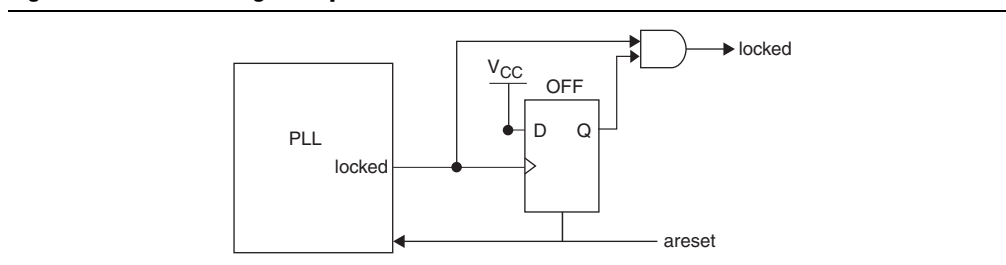 locked
VCC
OFF
D Q
PLL
locked
areset